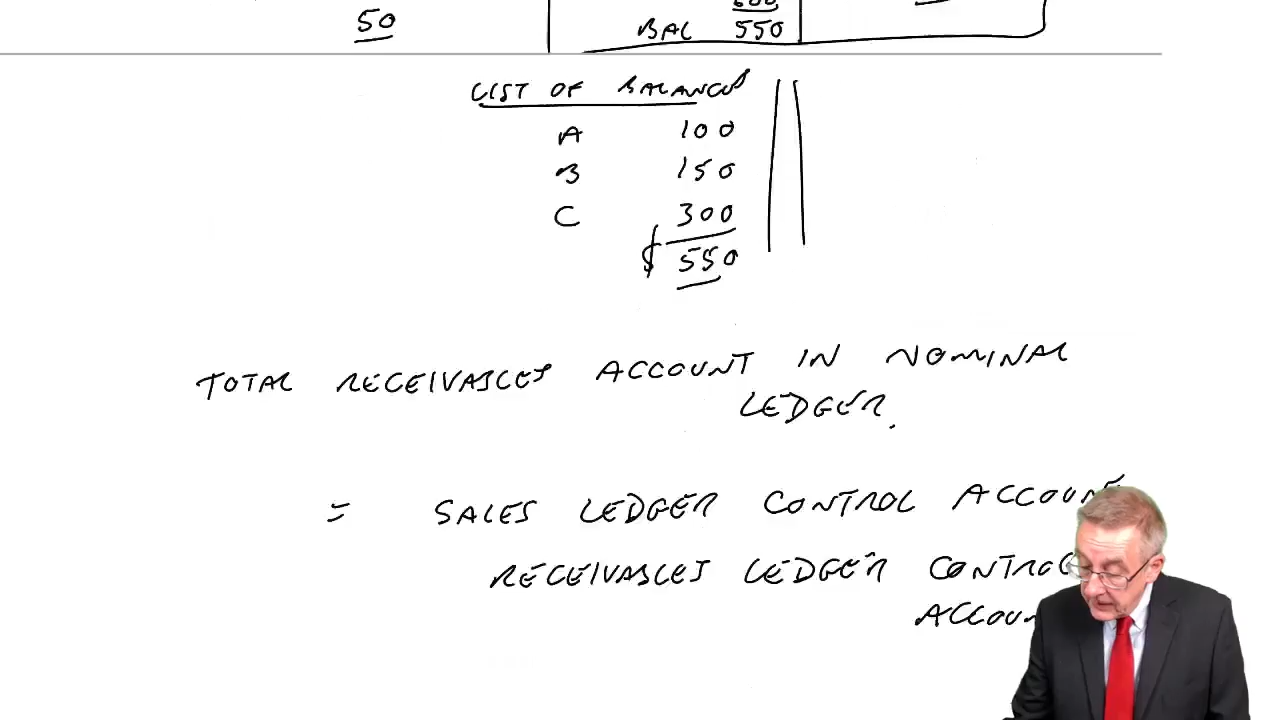 50
BAL 550
LIST OF BALANCES
A 100
B 150
C 300
$ 550
TOTAL RECEIVABLES ACCOUNT IN NOMINAL
LEDGER.
= SALES LEDGER CONTROL ACCOUNT
RECEIVABLES LEDGER CONTROL
ACCOUN